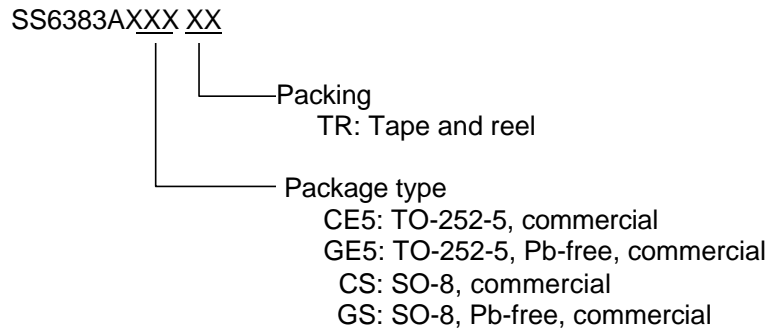 SS6383AXXX XX
Packing
TR: Tape and reel
Package type
CE5: TO-252-5, commercial
GE5: TO-252-5, Pb-free, commercial
CS: SO-8, commercial
GS: SO-8, Pb-free, commercial